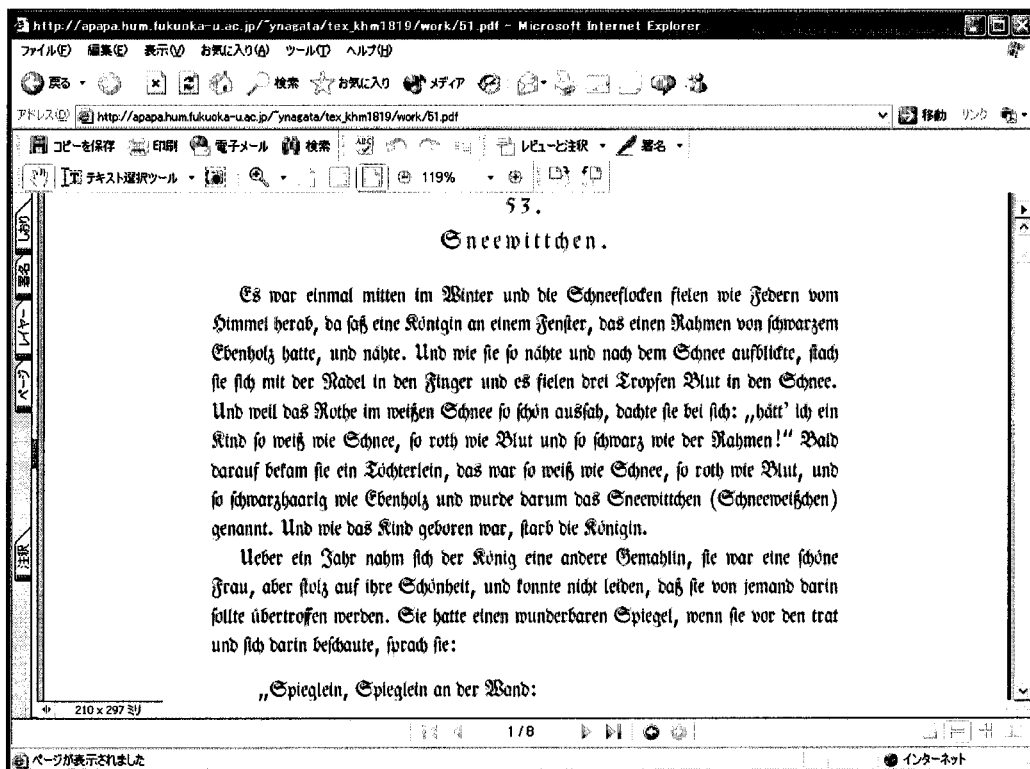 http://apapa.hum.fukuoka-u.ac.jp/~ynagata/tex_khm1819/work/51.pdf - Microsoft Internet Explorer
ファイル(F) 編集(E) 表示(V) お気に入り(A) ツール(T) ヘルプ(H)
戻る 検索 お気に入り メディア
アドレス(D) http://apapa.hum.fukuoka-u.ac.jp/~ynagata/tex_khm1819/work/51.pdf 移動 リンク
コピーを保存 印刷 電子メール 検索 レビューと注釈 署名
テキスト選択ツール 119%
しおり
署名
レイヤー
ページ
注釈
53.
Sneewittchen.
Es war einmal mitten im Winter und die Schneeflocken fielen wie Federn vom
Himmel herab, da saß eine Königin an einem Fenster, das einen Rahmen von schwarzem
Ebenholz hatte, und nähte. Und wie sie so nähte und nach dem Schnee aufblickte, stach
sie sich mit der Nadel in den Finger und es fielen drei Tropfen Blut in den Schnee.
Und weil das Rothe im weißen Schnee so schön aussah, dachte sie bei sich: „hätt' ich ein
Kind so weiß wie Schnee, so roth wie Blut und so schwarz wie der Rahmen!“ Bald
darauf bekam sie ein Töchterlein, das war so weiß wie Schnee, so roth wie Blut, und
so schwarzhaarig wie Ebenholz und wurde darum das Sneewittchen (Schneeweißchen)
genannt. Und wie das Kind geboren war, starb die Königin.
Ueber ein Jahr nahm sich der König eine andere Gemahlin, sie war eine schöne
Frau, aber stolz auf ihre Schönheit, und konnte nicht leiden, daß sie von jemand darin
sollte übertroffen werden. Sie hatte einen wunderbaren Spiegel, wenn sie vor den trat
und sich darin beschaute, sprach sie:
„Spieglein, Spieglein an der Wand:
210 x 297 ミリ
1/8
ページが表示されました インターネット